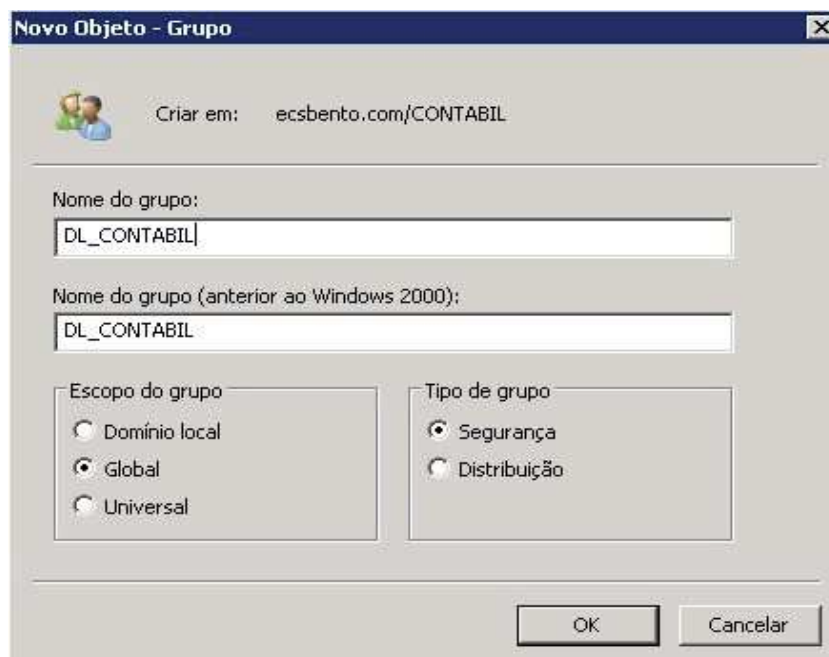 Novo Objeto - Grupo
Criar em: ecsbento.com/CONTABIL
Nome do grupo:
DL_CONTABIL
Nome do grupo (anterior ao Windows 2000):
DL_CONTABIL
Escopo do grupo
Domínio local
Global
Universal
Tipo de grupo
Segurança
Distribuição
OK Cancelar